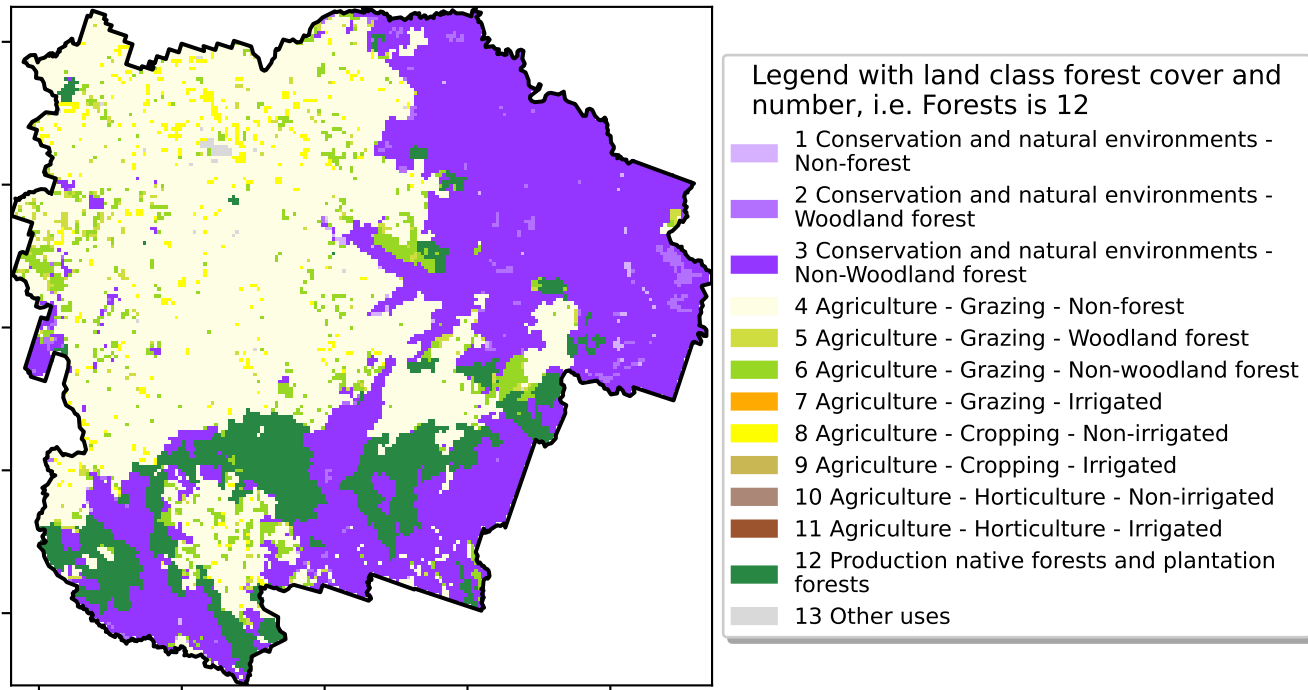 Legend with land class forest cover and
number, i.e. Forests is 12
1 Conservation and natural environments -
Non-forest
2 Conservation and natural environments -
Woodland forest
3 Conservation and natural environments -
Non-Woodland forest
4 Agriculture - Grazing - Non-forest
5 Agriculture - Grazing - Woodland forest
6 Agriculture - Grazing - Non-woodland forest
7 Agriculture - Grazing - Irrigated
8 Agriculture - Cropping - Non-irrigated
9 Agriculture - Cropping - Irrigated
10 Agriculture - Horticulture - Non-irrigated
11 Agriculture - Horticulture - Irrigated
12 Production native forests and plantation
forests
13 Other uses